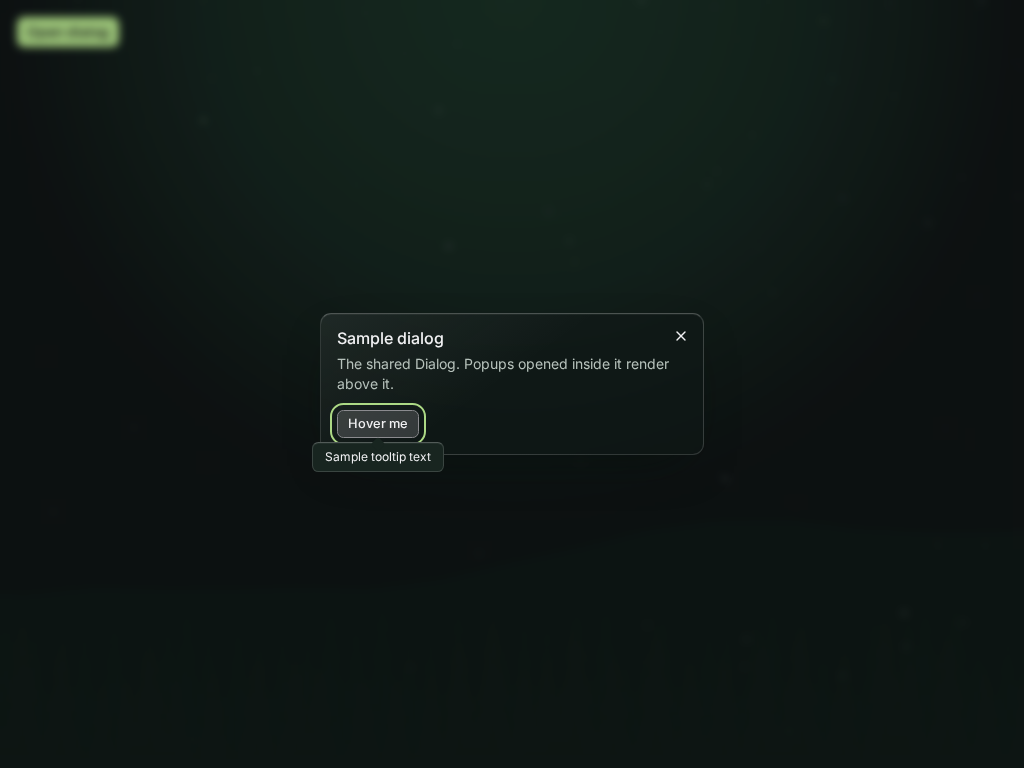 Sample dialog
The shared Dialog. Popups opened inside it render
above it.
Hover me
Sample tooltip text